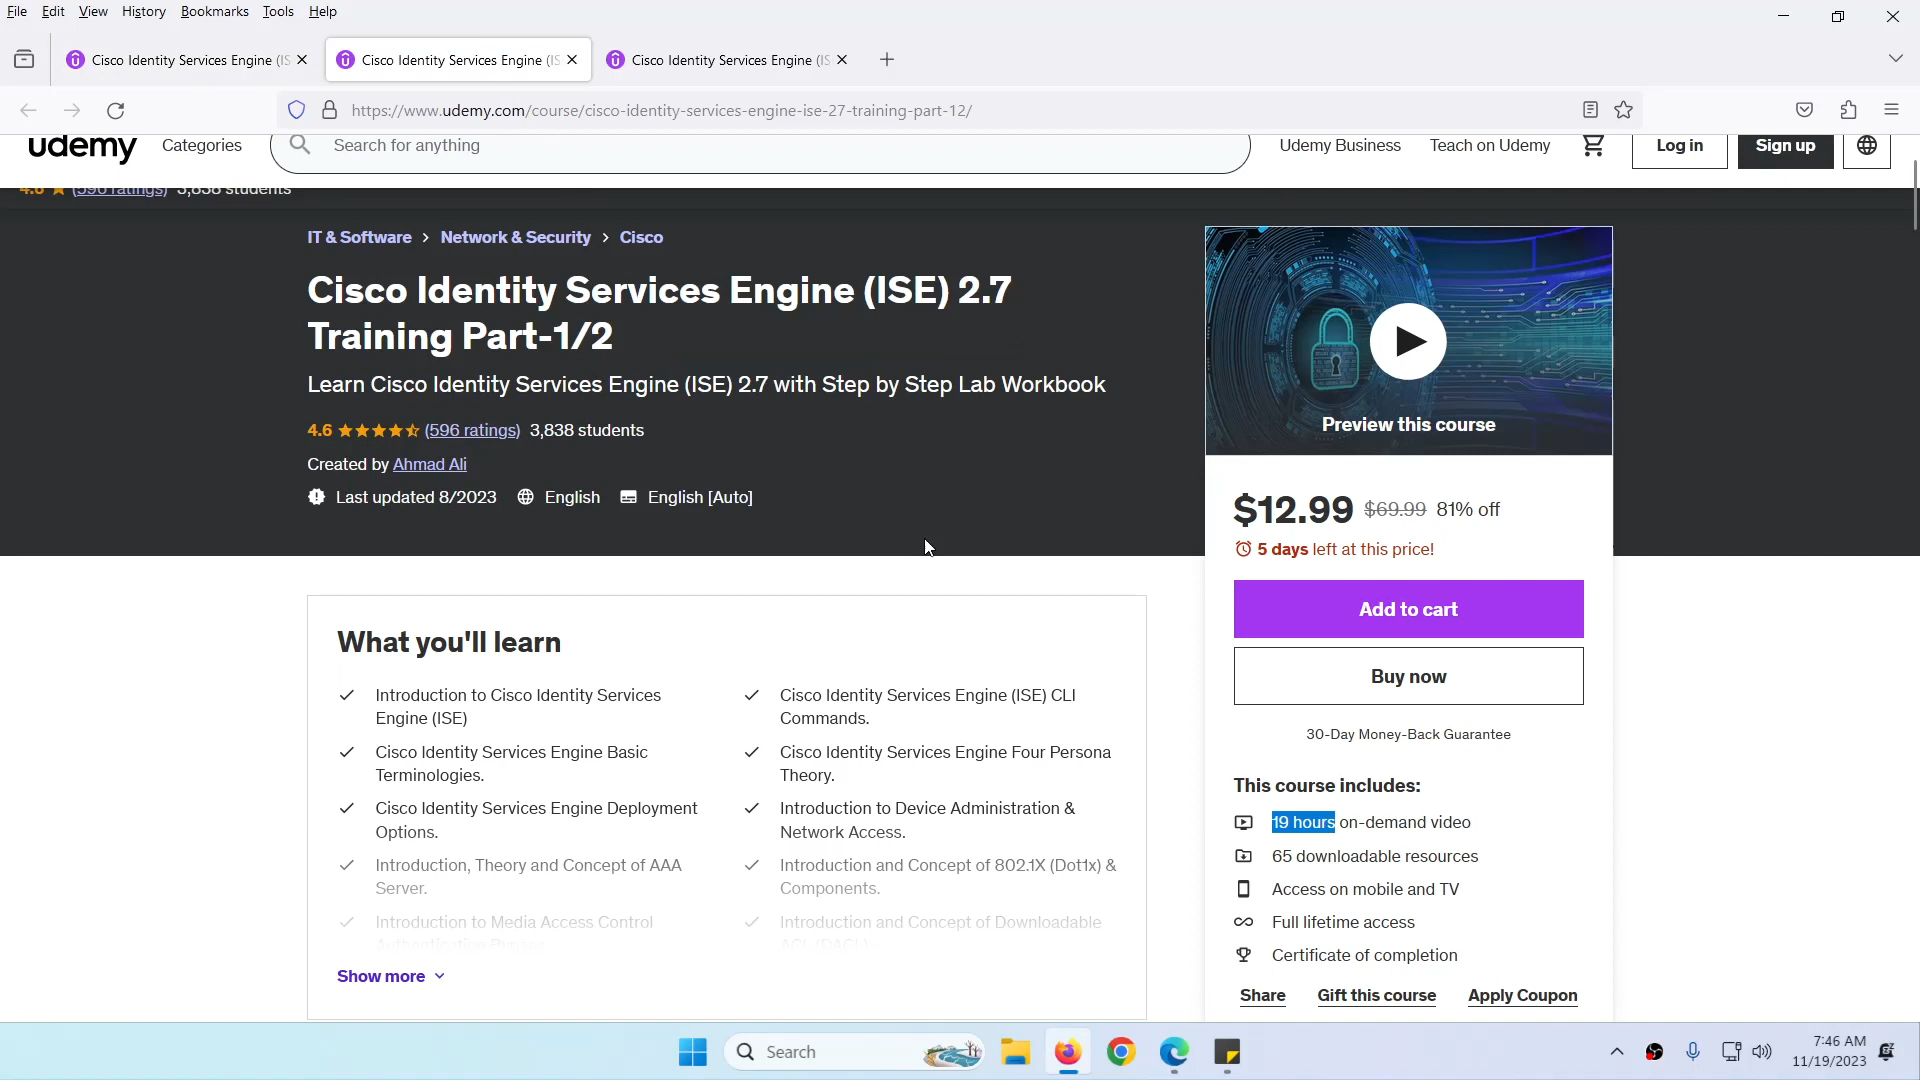 File Edit View History Bookmarks Tools Help
Cisco Identity Services Engine (IS
Cisco Identity Services Engine (IS
Cisco Identity Services Engine (IS
https://www.udemy.com/course/cisco-identity-services-engine-ise-27-training-part-12/
udemy Categories Search for anything Udemy Business Teach on Udemy Log in Sign up
4.6 (596 ratings) 3,838 students
IT & Software > Network & Security > Cisco
Cisco Identity Services Engine (ISE) 2.7
Training Part-1/2
Learn Cisco Identity Services Engine (ISE) 2.7 with Step by Step Lab Workbook
4.6 (596 ratings) 3,838 students
Created by Ahmad Ali
Last updated 8/2023 English English [Auto]
Preview this course
$12.99 $69.99 81% off
5 days left at this price!
Add to cart
Buy now
30-Day Money-Back Guarantee
This course includes:
19 hours on-demand video
65 downloadable resources
Access on mobile and TV
Full lifetime access
Certificate of completion
Share Gift this course Apply Coupon
What you'll learn
Introduction to Cisco Identity Services
Engine (ISE)
Cisco Identity Services Engine Basic
Terminologies.
Cisco Identity Services Engine Deployment
Options.
Introduction, Theory and Concept of AAA
Server.
Introduction to Media Access Control
Authentication Bypass
Cisco Identity Services Engine (ISE) CLI
Commands.
Cisco Identity Services Engine Four Persona
Theory.
Introduction to Device Administration &
Network Access.
Introduction and Concept of 802.1X (Dot1x) &
Components.
Introduction and Concept of Downloadable
ACL (DACL).
Show more
Search
7:46 AM
11/19/2023